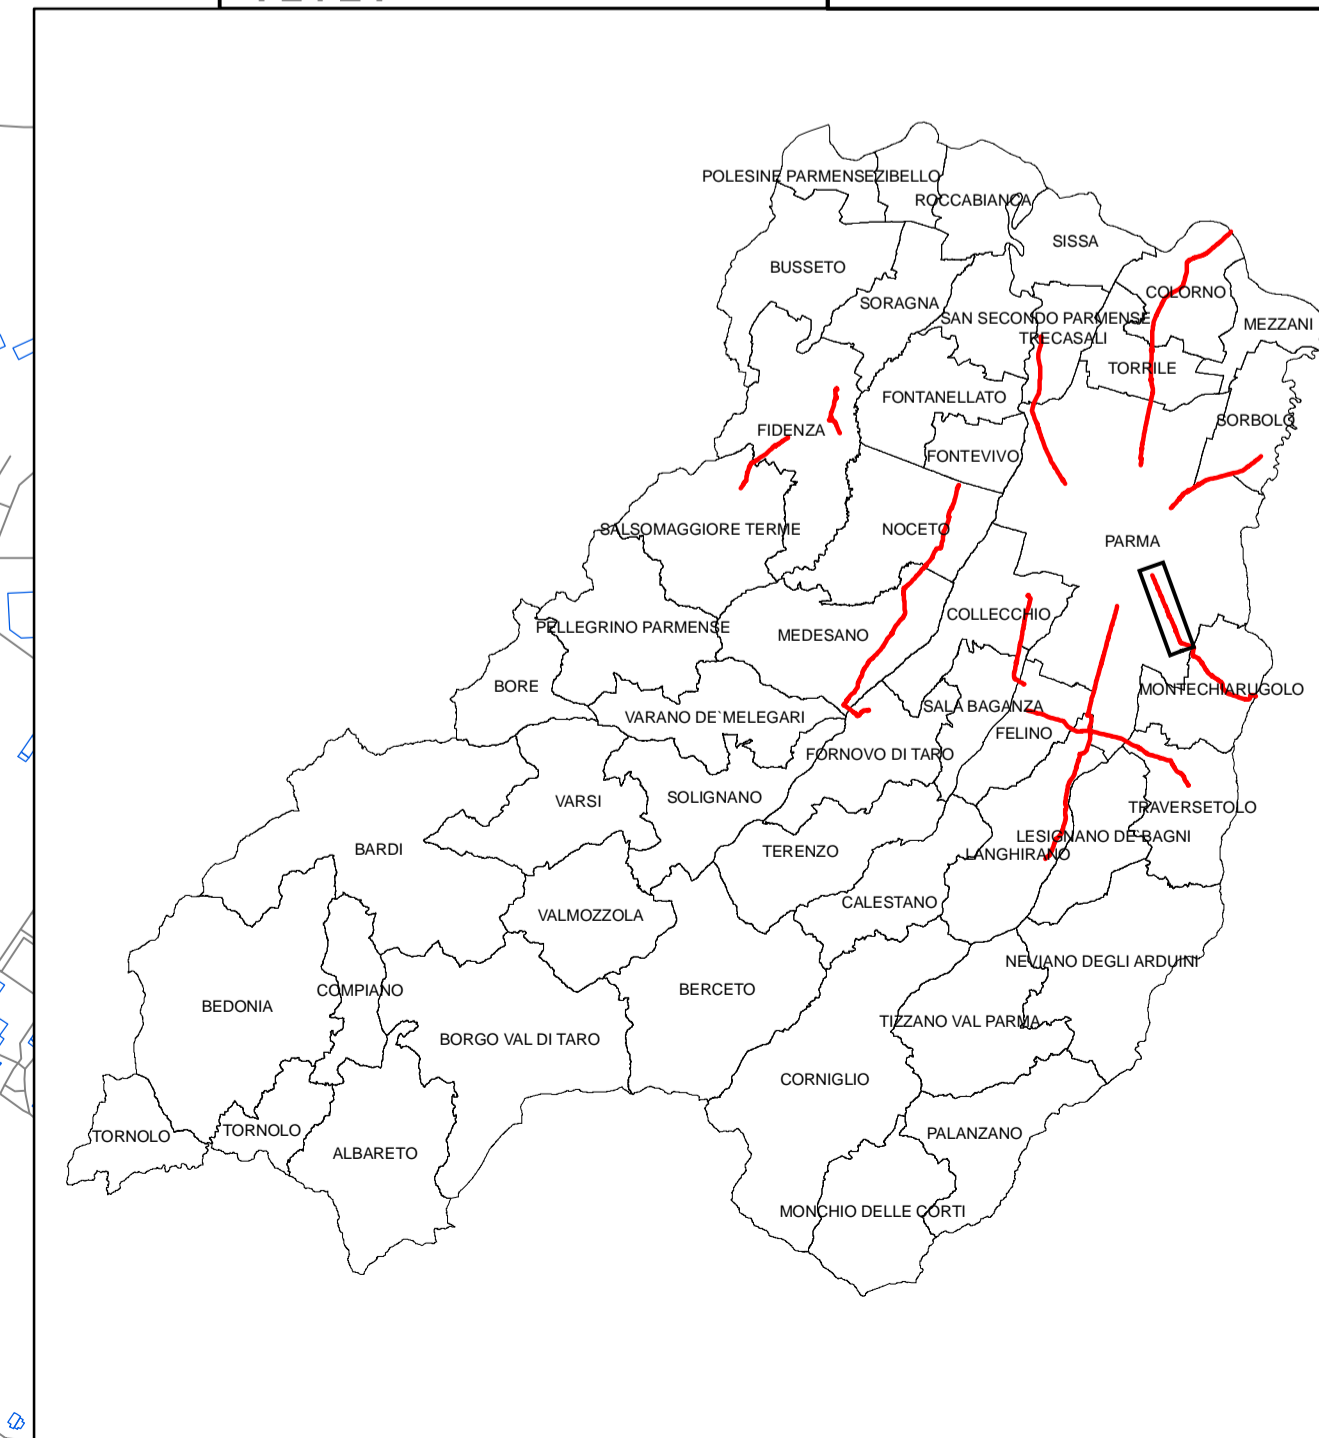 POLESINE PARMENSE
ZIBELLO
ROCCABIANCA
SISSA
BUSSETO
COLORNO
SORAGNA
SAN SECONDO PARMENSE
MEZZANI
TRECASALI
TORRILE
FONTANELLATO
SORBOLO
FIDENZA
FONTEVIVO
SALSOMAGGIORE TERME
NOCETO
PARMA
COLLECCHIO
PELLEGRINO PARMENSE
MEDESANO
BORE
MONTECHIARUGOLO
SALA BAGANZA
VARANO DE`MELEGARI
FELINO
FORNOVO DI TARO
SOLIGNANO
VARSI
TRAVERSETOLO
LESIGNANO DE`BAGNI
BARDI
TERENZO
LANGHIRANO
CALESTANO
VALMOZZOLA
NEVIANO DEGLI ARDUINI
COMPIANO
BERCETO
BEDONIA
TIZZANO VAL PARMA
BORGO VAL DI TARO
CORNIGLIO
TORNOLO
TORNOLO
PALANZANO
ALBARETO
MONCHIO DELLE CORTI